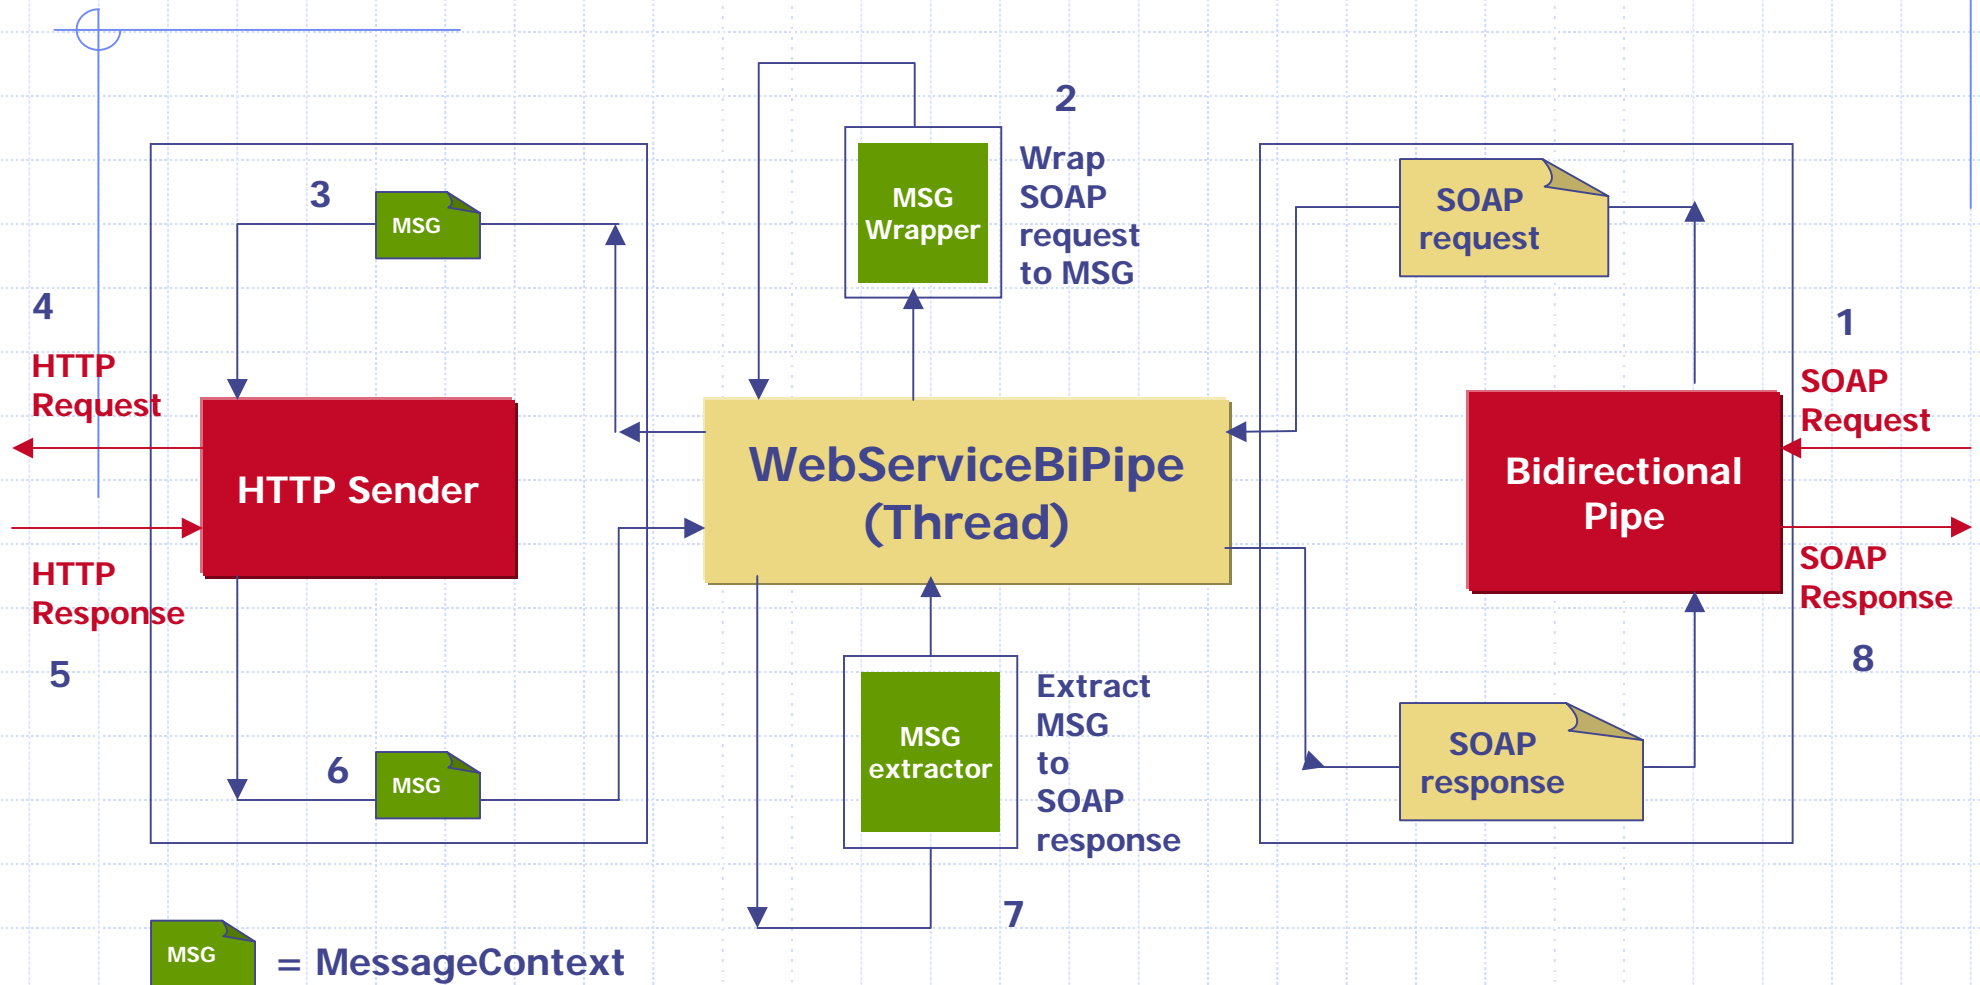 2
Wrap
SOAP
request
to MSG
MSG
Wrapper
3
MSG
SOAP
request
4
HTTP
Request
1
SOAP
Request
HTTP Sender
WebServiceBiPipe
(Thread)
Bidirectional
Pipe
HTTP
Response
5
SOAP
Response
8
6
MSG
MSG
extractor
Extract
MSG
to
SOAP
response
7
SOAP
response
MSG
= MessageContext